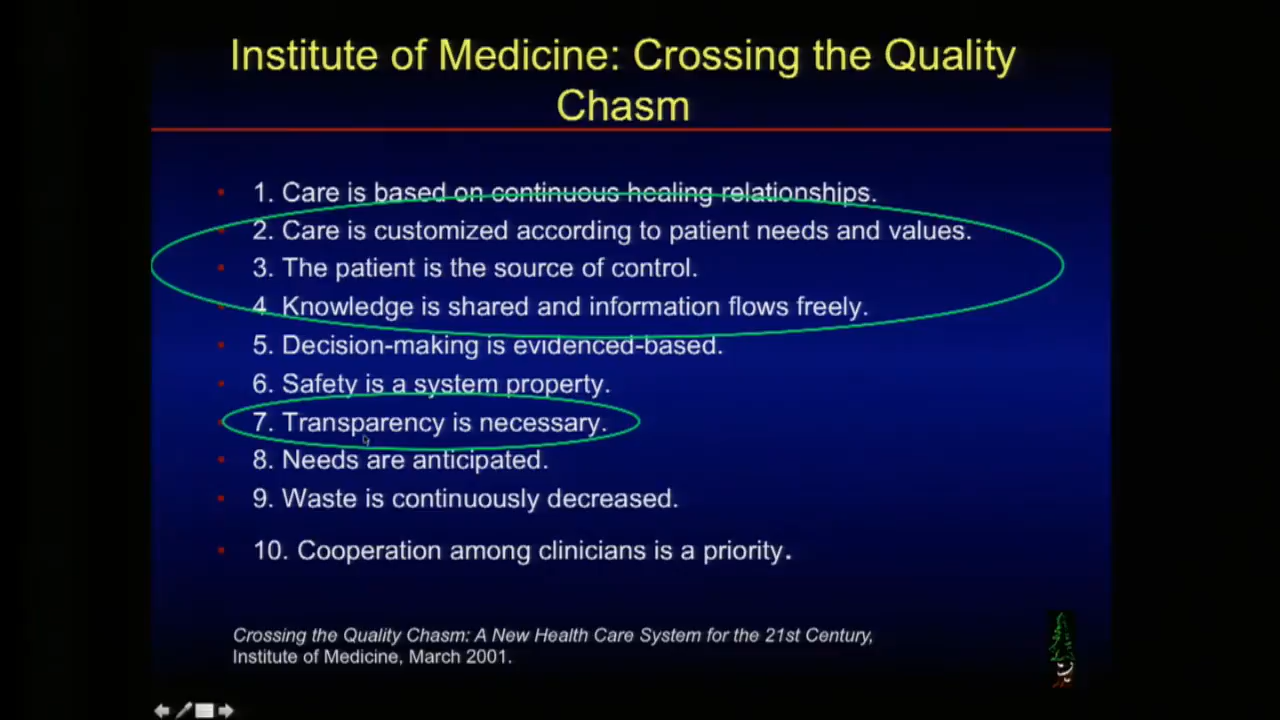 Institute of Medicine: Crossing the Quality
Chasm
1. Care is based on continuous healing relationships.
2. Care is customized according to patient needs and values.
3. The patient is the source of control.
4. Knowledge is shared and information flows freely.
5. Decision-making is evidenced-based.
6. Safety is a system property.
7. Transparency is necessary.
8. Needs are anticipated.
9. Waste is continuously decreased.
10. Cooperation among clinicians is a priority.
Crossing the Quality Chasm: A New Health Care System for the 21st Century,
Institute of Medicine, March 2001.